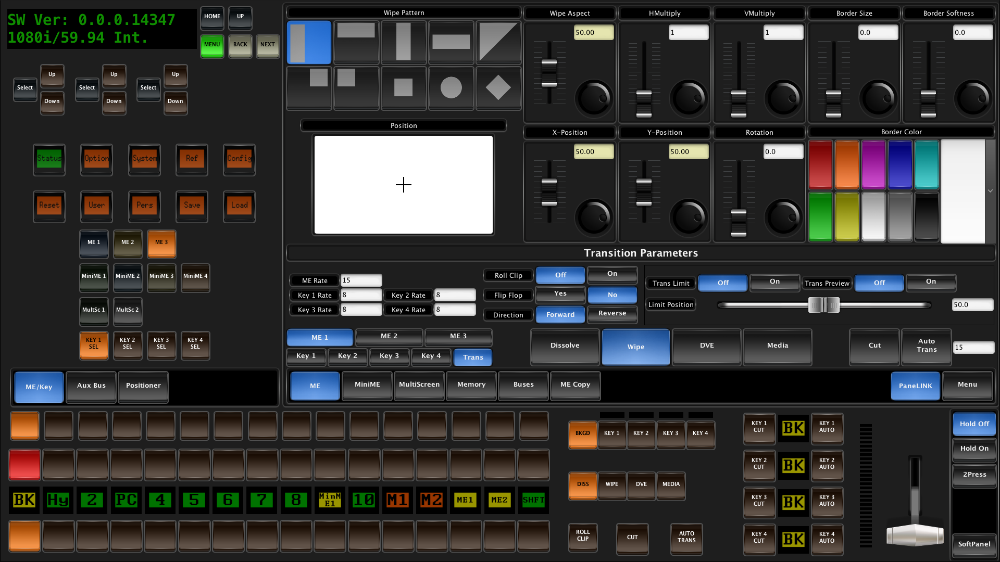 SW Ver: 0.0.0.14347
1080i/59.94 Int.
HOME UP
MENU BACK NEXT
Up Up Up
Select Select Select
Down Down Down
Status Option System Ref Config
Reset User Pers Save Load
ME 1 ME 2 ME 3
MiniME 1 MiniME 2 MiniME 3 MiniME 4
MultSc 1 MultSc 2
KEY 1 SEL KEY 2 SEL KEY 3 SEL KEY 4 SEL
ME/Key Aux Bus Positioner
Wipe Pattern
Position
Wipe Aspect HMultiply VMultiply Border Size Border Softness
50.00 1 1 0.0 0.0
X-Position Y-Position Rotation Border Color
50.00 50.00 0.0
Transition Parameters
ME Rate 15
Key 1 Rate 8 Key 2 Rate 8
Key 3 Rate 8 Key 4 Rate 8
Roll Clip Off On
Flip Flop Yes No
Direction Forward Reverse
Trans Limit Off On Trans Preview Off On
Limit Position 50.0
ME 1 ME 2 ME 3
Key 1 Key 2 Key 3 Key 4 Trans
Dissolve Wipe DVE Media Cut Auto Trans 15
ME MiniME MultiScreen Memory Buses ME Copy PaneLINK Menu
BK Hy 2 PC 4 5 6 7 8 MinM E1 10 M1 M2 ME1 ME2 SHFT
BKGD KEY 1 KEY 2 KEY 3 KEY 4
DISS WIPE DVE MEDIA
ROLL CLIP CUT AUTO TRANS
KEY 1 CUT BK KEY 1 AUTO
KEY 2 CUT BK KEY 2 AUTO
KEY 3 CUT BK KEY 3 AUTO
KEY 4 CUT BK KEY 4 AUTO
Hold Off
Hold On
2Press
SoftPanel